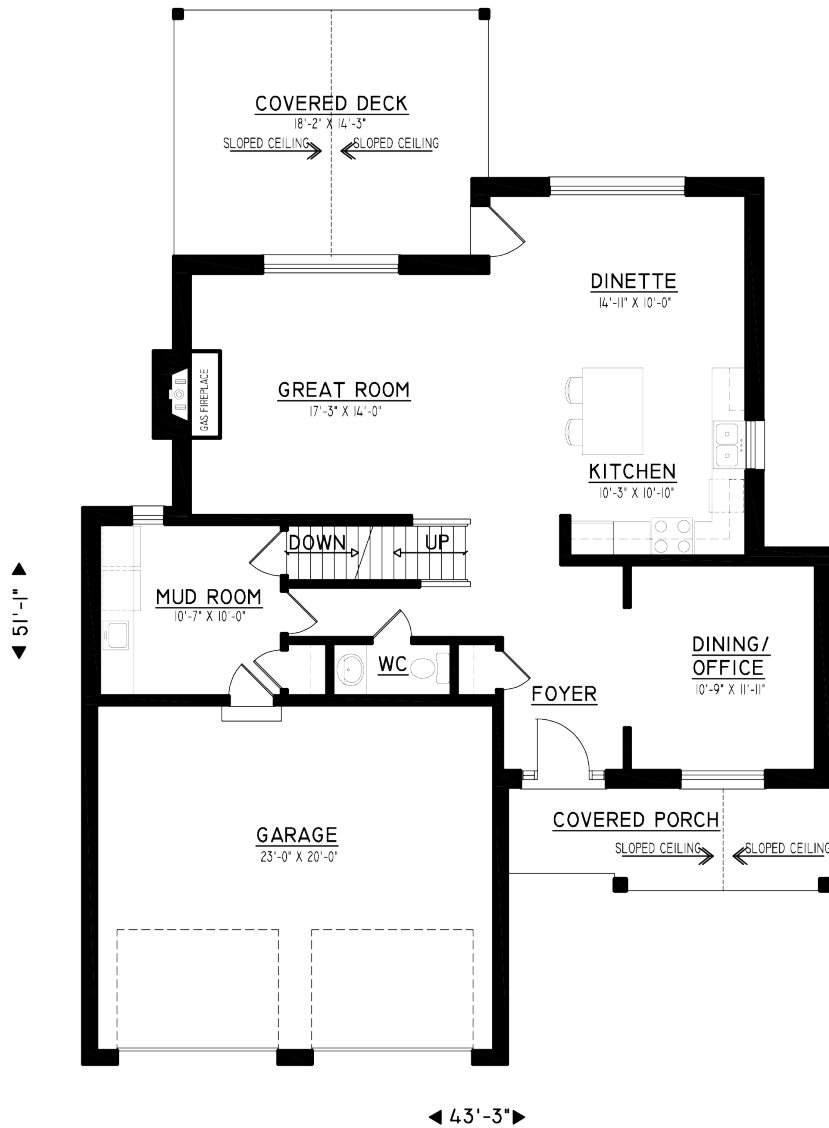 COVERED DECK
18'-2" X 14'-3"
SLOPED CEILING
SLOPED CEILING
DINETTE
14'-11" X 10'-0"
GREAT ROOM
17'-3" X 14'-0"
GAS FIREPLACE
KITCHEN
10'-3" X 10'-10"
DOWN
UP
MUD ROOM
10'-7" X 10'-0"
51'-1"
WC
DINING/
OFFICE
10'-9" X 11'-11"
FOYER
COVERED PORCH
SLOPED CEILING
SLOPED CEILING
GARAGE
23'-0" X 20'-0"
43'-3"